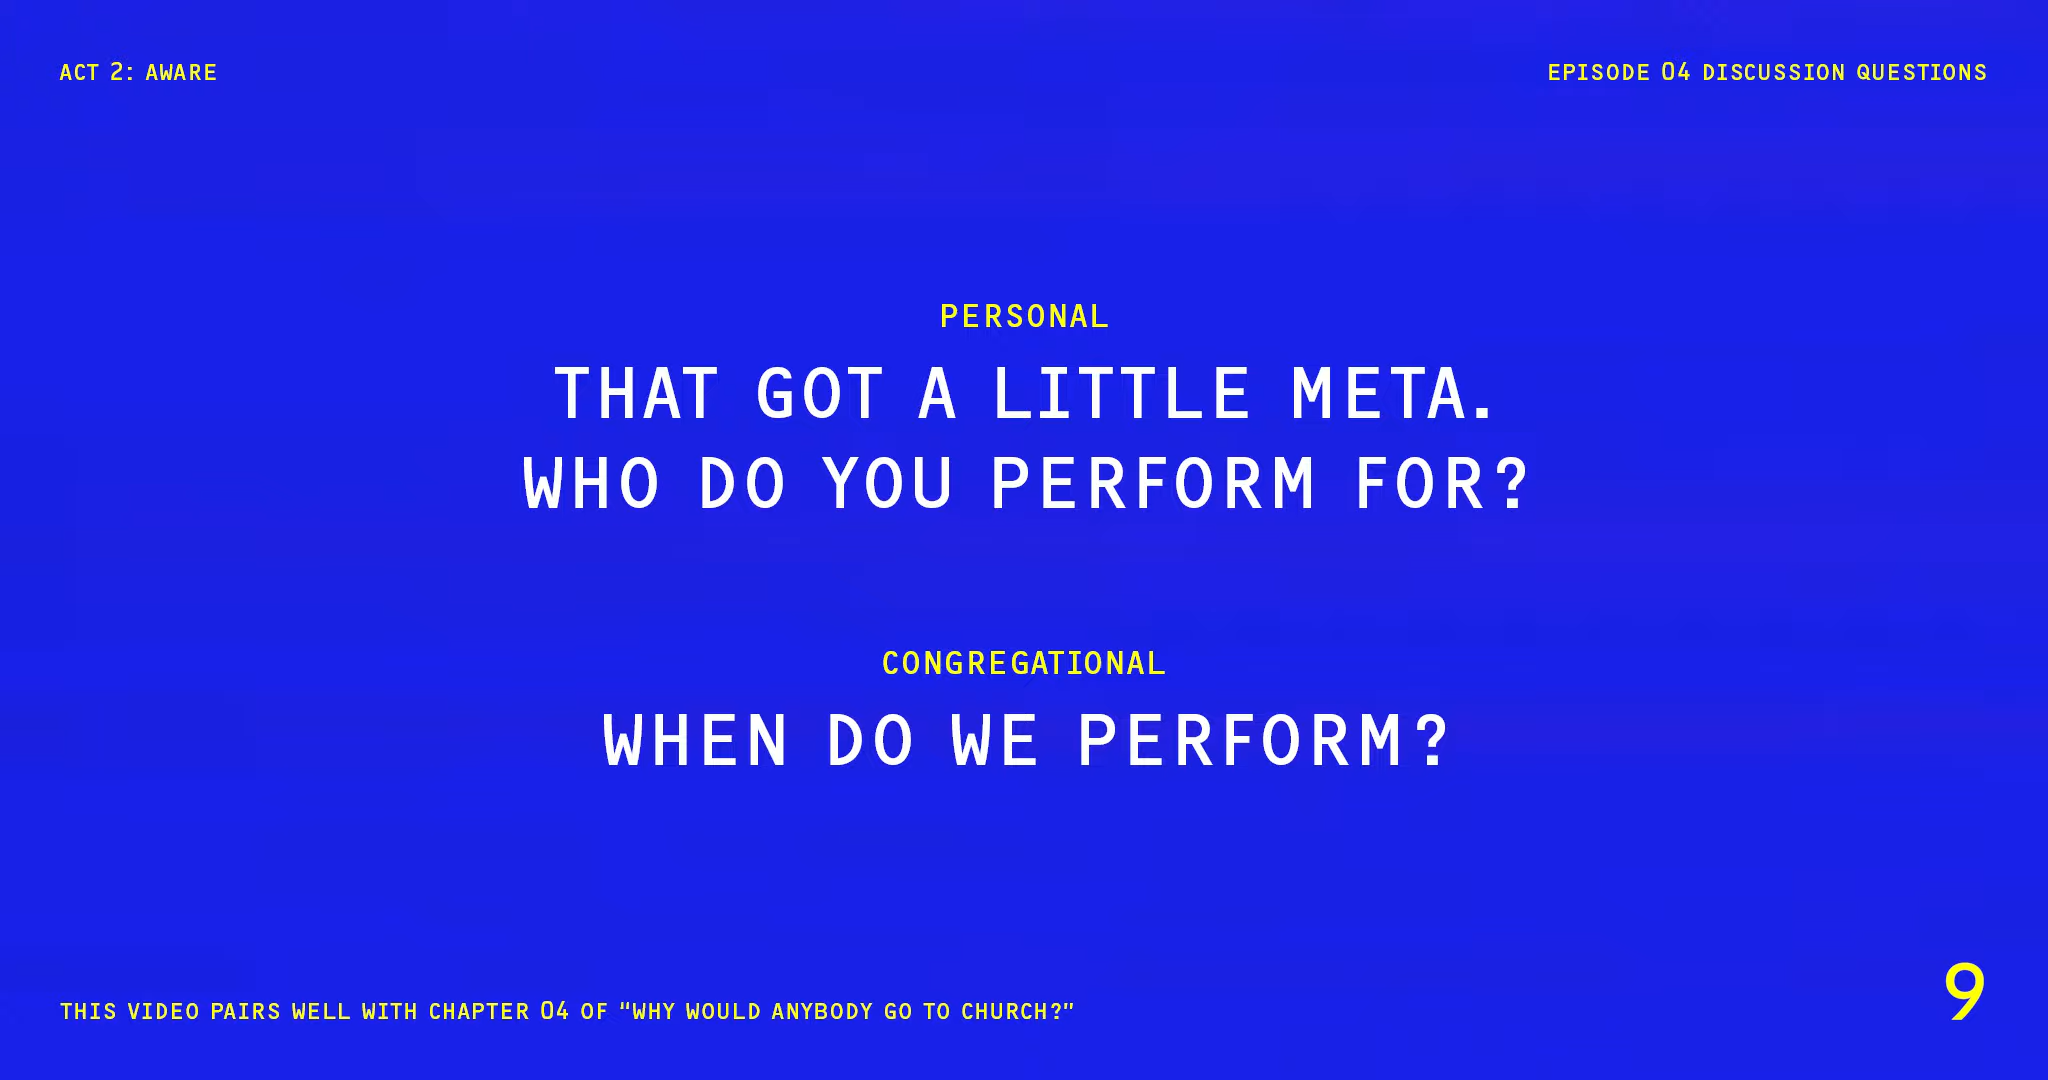 ACT 2: AWARE
EPISODE 04 DISCUSSION QUESTIONS
PERSONAL
THAT GOT A LITTLE META.
WHO DO YOU PERFORM FOR?
CONGREGATIONAL
WHEN DO WE PERFORM?
THIS VIDEO PAIRS WELL WITH CHAPTER 04 OF “WHY WOULD ANYBODY GO TO CHURCH?”
9